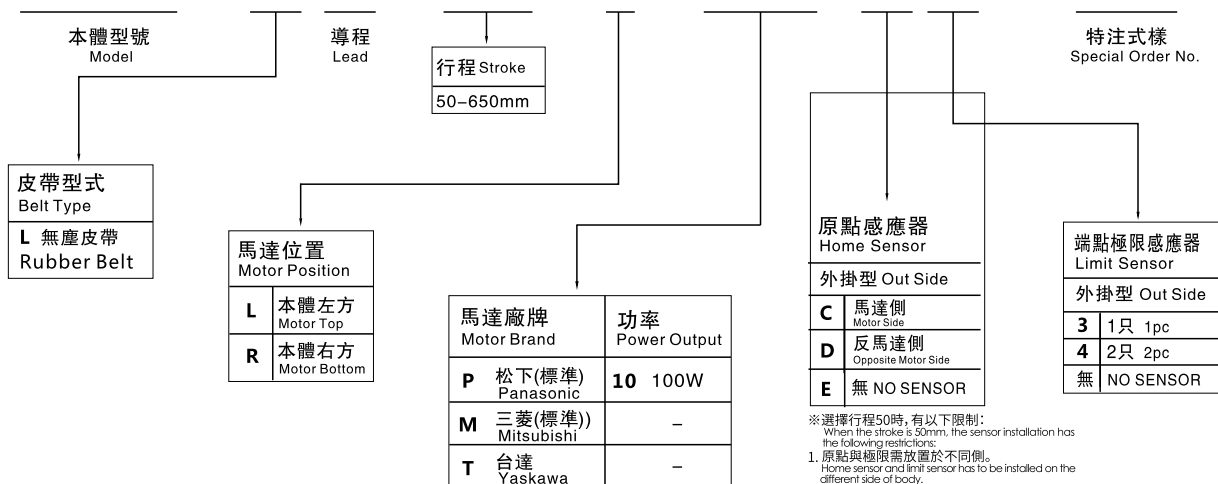 本體型號
Model
導程
Lead
行程 Stroke
50–650mm
特注式樣
Special Order No.
皮帶型式
Belt Type
L 無塵皮帶
Rubber Belt
馬達位置
Motor Position
L 本體左方
Motor Top
R 本體右方
Motor Bottom
馬達廠牌
Motor Brand
功率
Power Output
P 松下(標準)
Panasonic
10 100W
M 三菱(標準))
Mitsubishi
–
T 台達
Yaskawa
–
原點感應器
Home Sensor
外掛型 Out Side
C 馬達側
Motor Side
D 反馬達側
Opposite Motor Side
E 無 NO SENSOR
端點極限感應器
Limit Sensor
外掛型 Out Side
3 1只 1pc
4 2只 2pc
無 NO SENSOR
※選擇行程50時，有以下限制：
When the stroke is 50mm, the sensor installation has
the following restrictions:
1. 原點與極限需放置於不同側。
Home sensor and limit sensor has to be installed on the
different side of body.